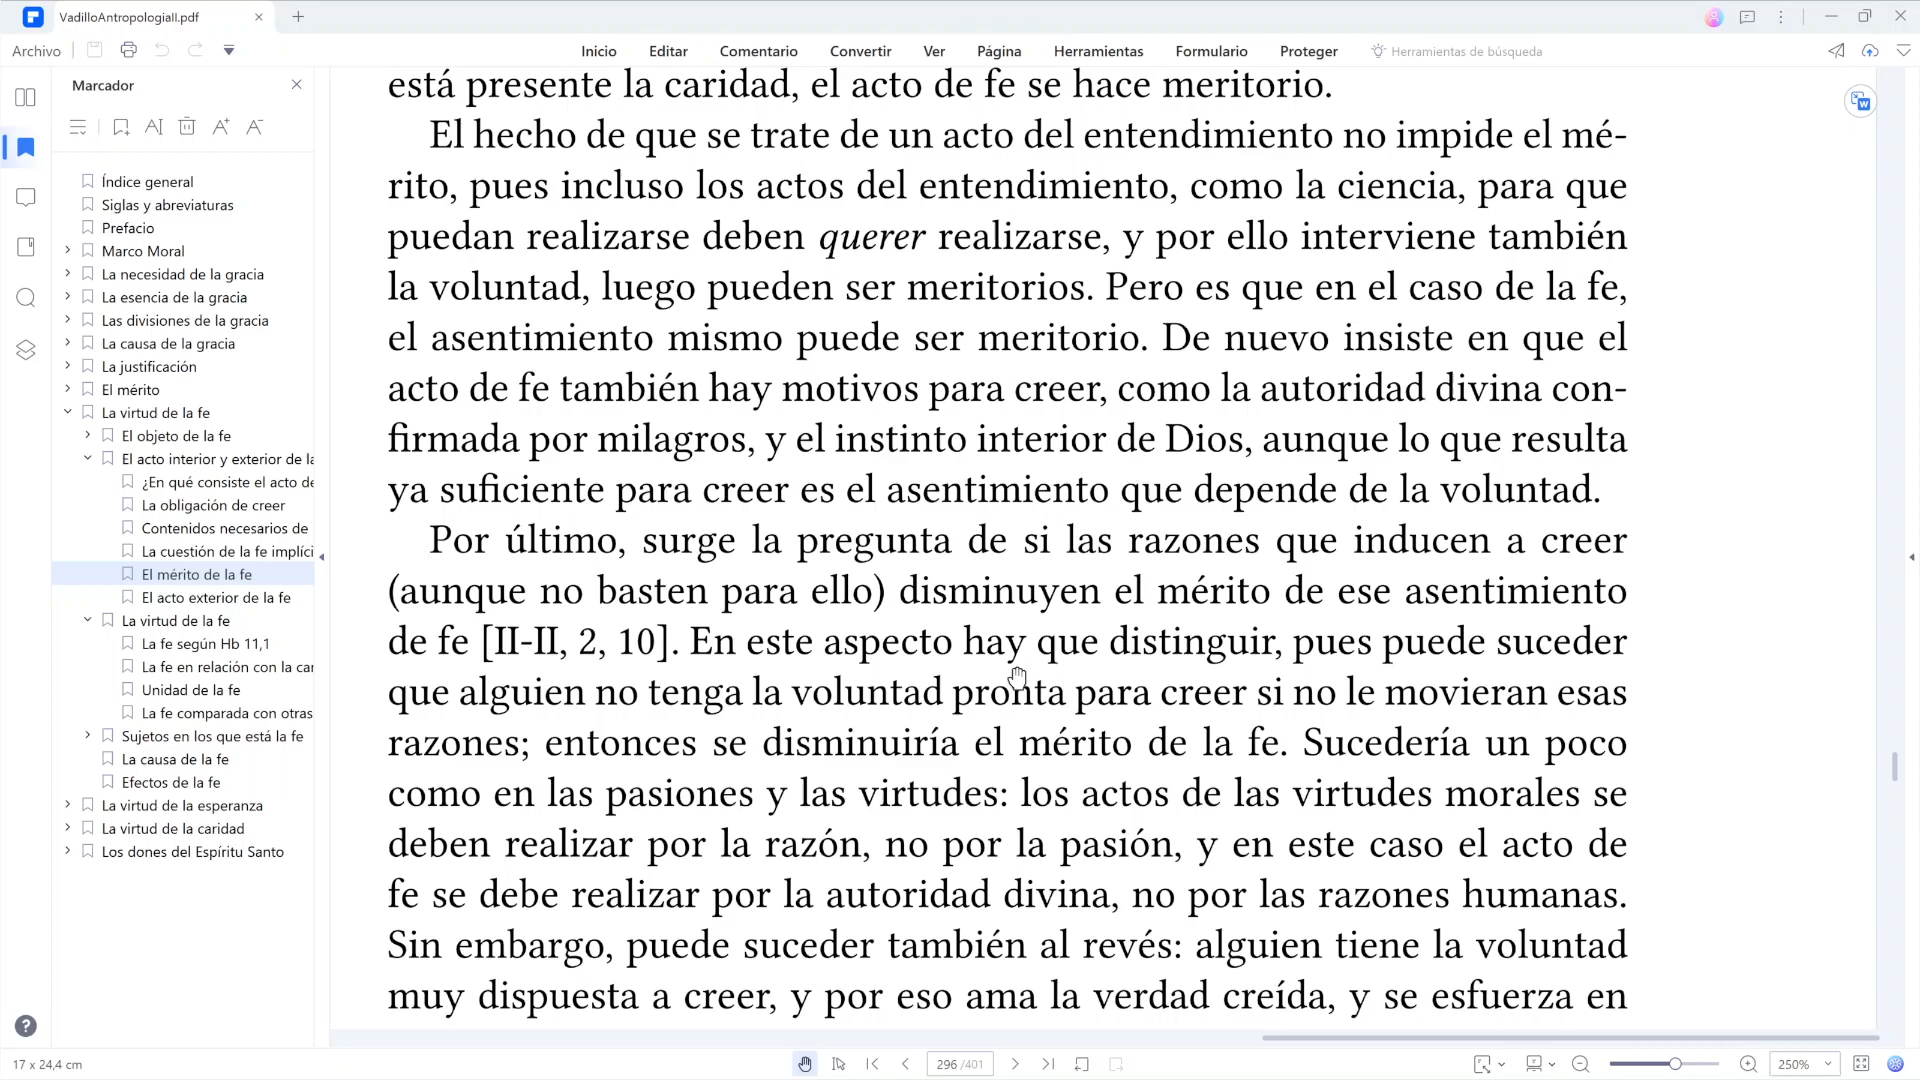 VadilloAntropologiaII.pdf
Archivo
Inicio
Editar
Comentario
Convertir
Ver
Página
Herramientas
Formulario
Proteger
Herramientas de búsqueda
Marcador
Índice general
Siglas y abreviaturas
Prefacio
Marco Moral
La necesidad de la gracia
La esencia de la gracia
Las divisiones de la gracia
La causa de la gracia
La justificación
El mérito
La virtud de la fe
El objeto de la fe
El acto interior y exterior de la
¿En qué consiste el acto de
La obligación de creer
Contenidos necesarios de
La cuestión de la fe implíci
El mérito de la fe
El acto exterior de la fe
La virtud de la fe
La fe según Hb 11,1
La fe en relación con la car
Unidad de la fe
La fe comparada con otras
Sujetos en los que está la fe
La causa de la fe
Efectos de la fe
La virtud de la esperanza
La virtud de la caridad
Los dones del Espíritu Santo
está presente la caridad, el acto de fe se hace meritorio.
El hecho de que se trate de un acto del entendimiento no impide el mé-
rito, pues incluso los actos del entendimiento, como la ciencia, para que
puedan realizarse deben querer realizarse, y por ello interviene también
la voluntad, luego pueden ser meritorios. Pero es que en el caso de la fe,
el asentimiento mismo puede ser meritorio. De nuevo insiste en que el
acto de fe también hay motivos para creer, como la autoridad divina con-
firmada por milagros, y el instinto interior de Dios, aunque lo que resulta
ya suficiente para creer es el asentimiento que depende de la voluntad.
Por último, surge la pregunta de si las razones que inducen a creer
(aunque no basten para ello) disminuyen el mérito de ese asentimiento
de fe [II-II, 2, 10]. En este aspecto hay que distinguir, pues puede suceder
que alguien no tenga la voluntad pronta para creer si no le movieran esas
razones; entonces se disminuiría el mérito de la fe. Sucedería un poco
como en las pasiones y las virtudes: los actos de las virtudes morales se
deben realizar por la razón, no por la pasión, y en este caso el acto de
fe se debe realizar por la autoridad divina, no por las razones humanas.
Sin embargo, puede suceder también al revés: alguien tiene la voluntad
muy dispuesta a creer, y por eso ama la verdad creída, y se esfuerza en
17 x 24,4 cm
296 /401
250%